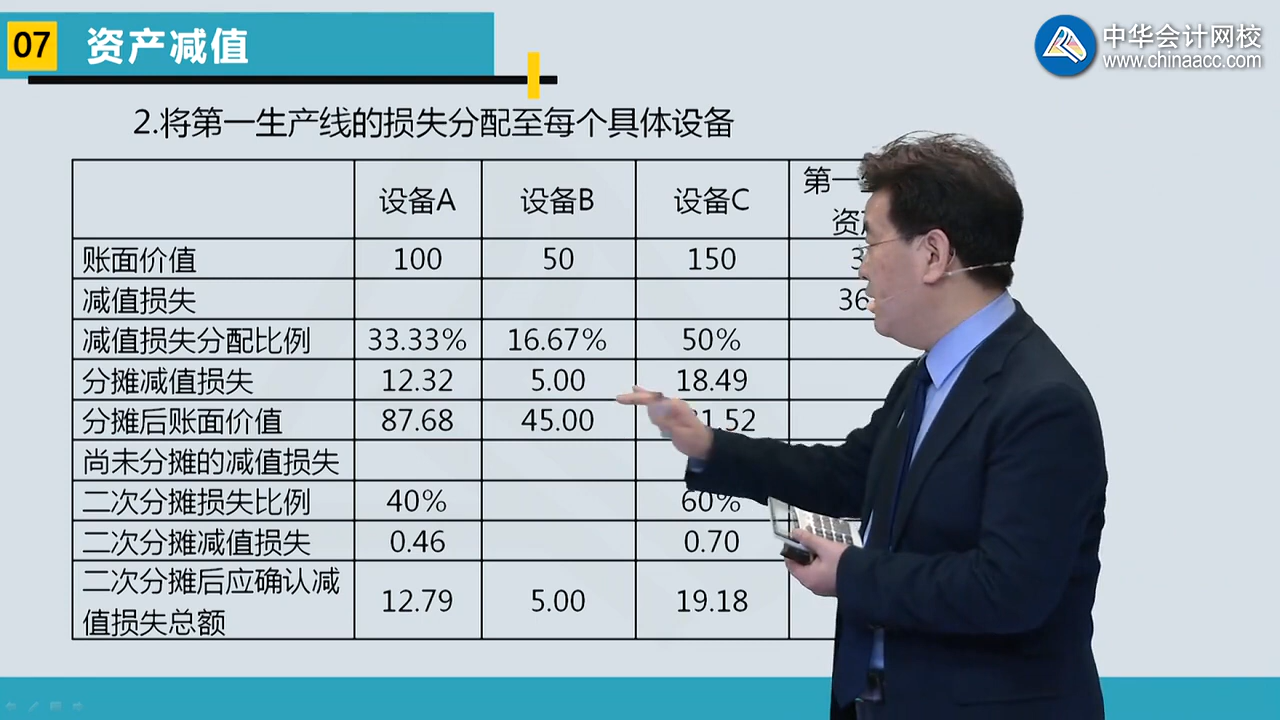 07 资产减值
中华会计网校
www.chinaacc.com
2.将第一生产线的损失分配至每个具体设备
设备A 设备B 设备C 第一
账面价值 100 50 150 3
减值损失 36
减值损失分配比例 33.33% 16.67% 50%
分摊减值损失 12.32 5.00 18.49
分摊后账面价值 87.68 45.00 1.52
尚未分摊的减值损失
二次分摊损失比例 40% 60%
二次分摊减值损失 0.46 0.70
二次分摊后应确认减
值损失总额 12.79 5.00 19.18